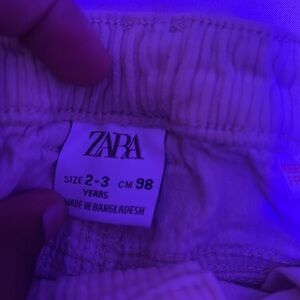 ZARA
SIZE 2-3 CM 98
YEARS
MADE IN BANGLADESH